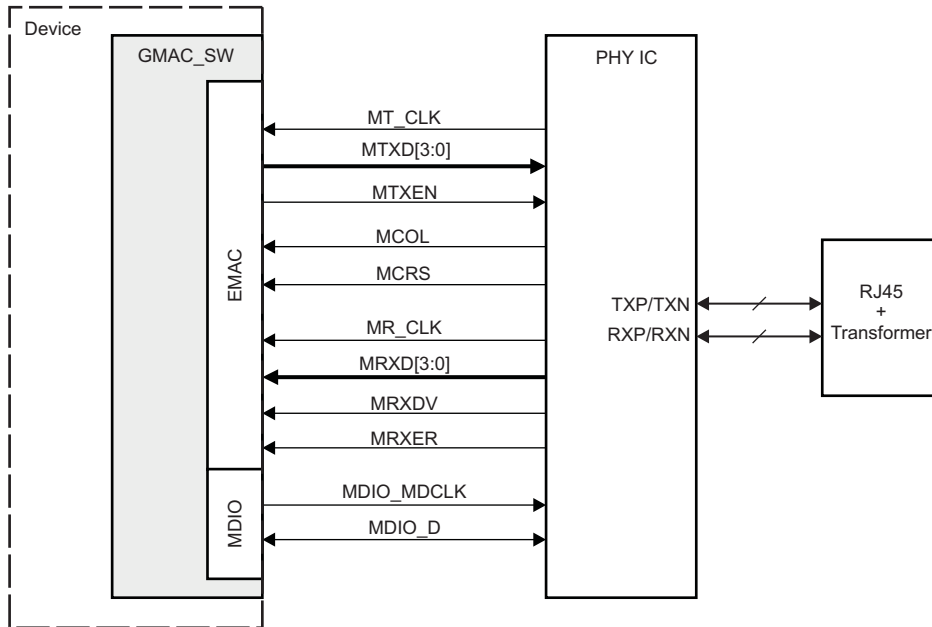 Device
GMAC_SW
PHY IC
MT_CLK
MTXD[3:0]
MTXEN
MCOL
MCRS
EMAC
MR_CLK
MRXD[3:0]
MRXDV
MRXER
MDIO
MDIO_MDCLK
MDIO_D
TXP/TXN
RXP/RXN
RJ45
+
Transformer